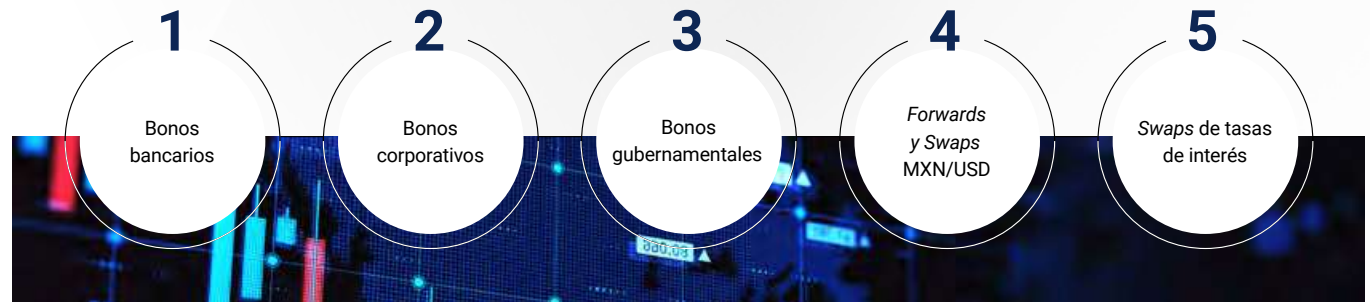 1
Bonos
bancarios
2
Bonos
corporativos
3
Bonos
gubernamentales
4
Forwards
y Swaps
MXN/USD
5
Swaps de tasas
de interés